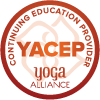 CONTINUING EDUCATION PROVIDER
YACEP
yoga
ALLIANCE